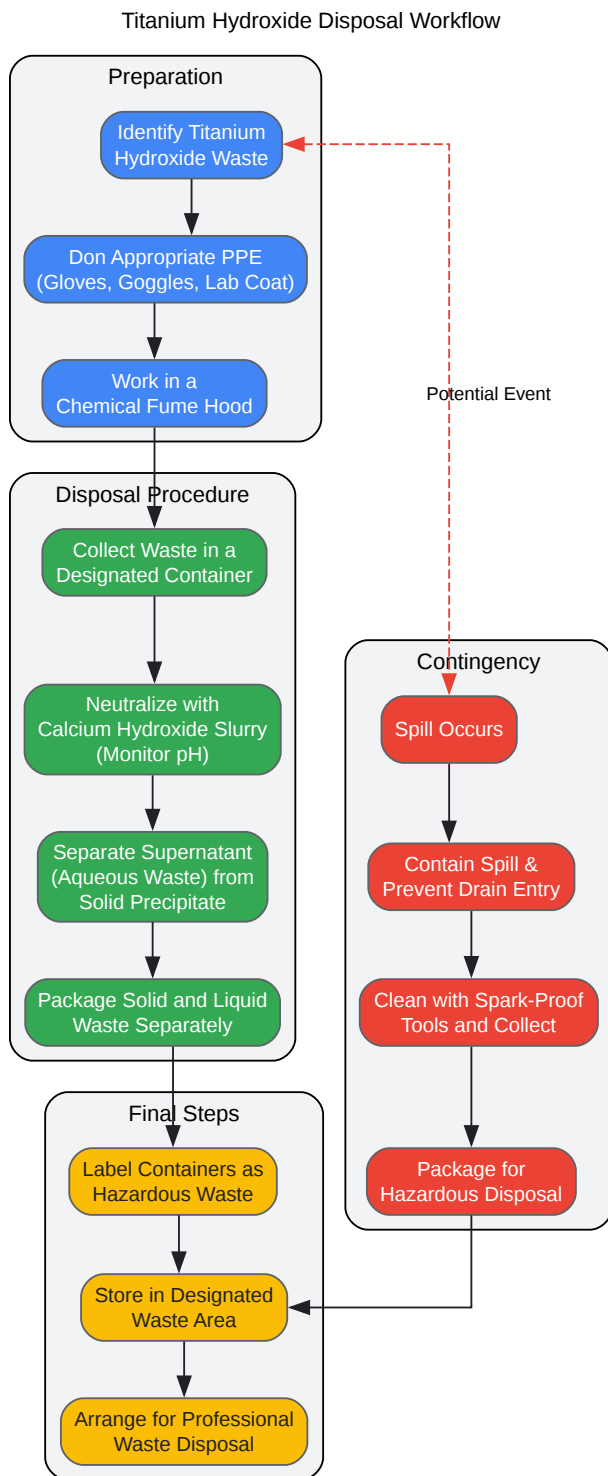 Titanium Hydroxide Disposal Workflow
Preparation
Identify Titanium
Hydroxide Waste
Don Appropriate PPE
(Gloves, Goggles, Lab Coat)
Work in a
Chemical Fume Hood
Potential Event
Disposal Procedure
Collect Waste in a
Designated Container
Neutralize with
Calcium Hydroxide Slurry
(Monitor pH)
Separate Supernatant
(Aqueous Waste) from
Solid Precipitate
Package Solid and Liquid
Waste Separately
Contingency
Spill Occurs
Contain Spill &
Prevent Drain Entry
Clean with Spark-Proof
Tools and Collect
Package for
Hazardous Disposal
Final Steps
Label Containers as
Hazardous Waste
Store in Designated
Waste Area
Arrange for Professional
Waste Disposal